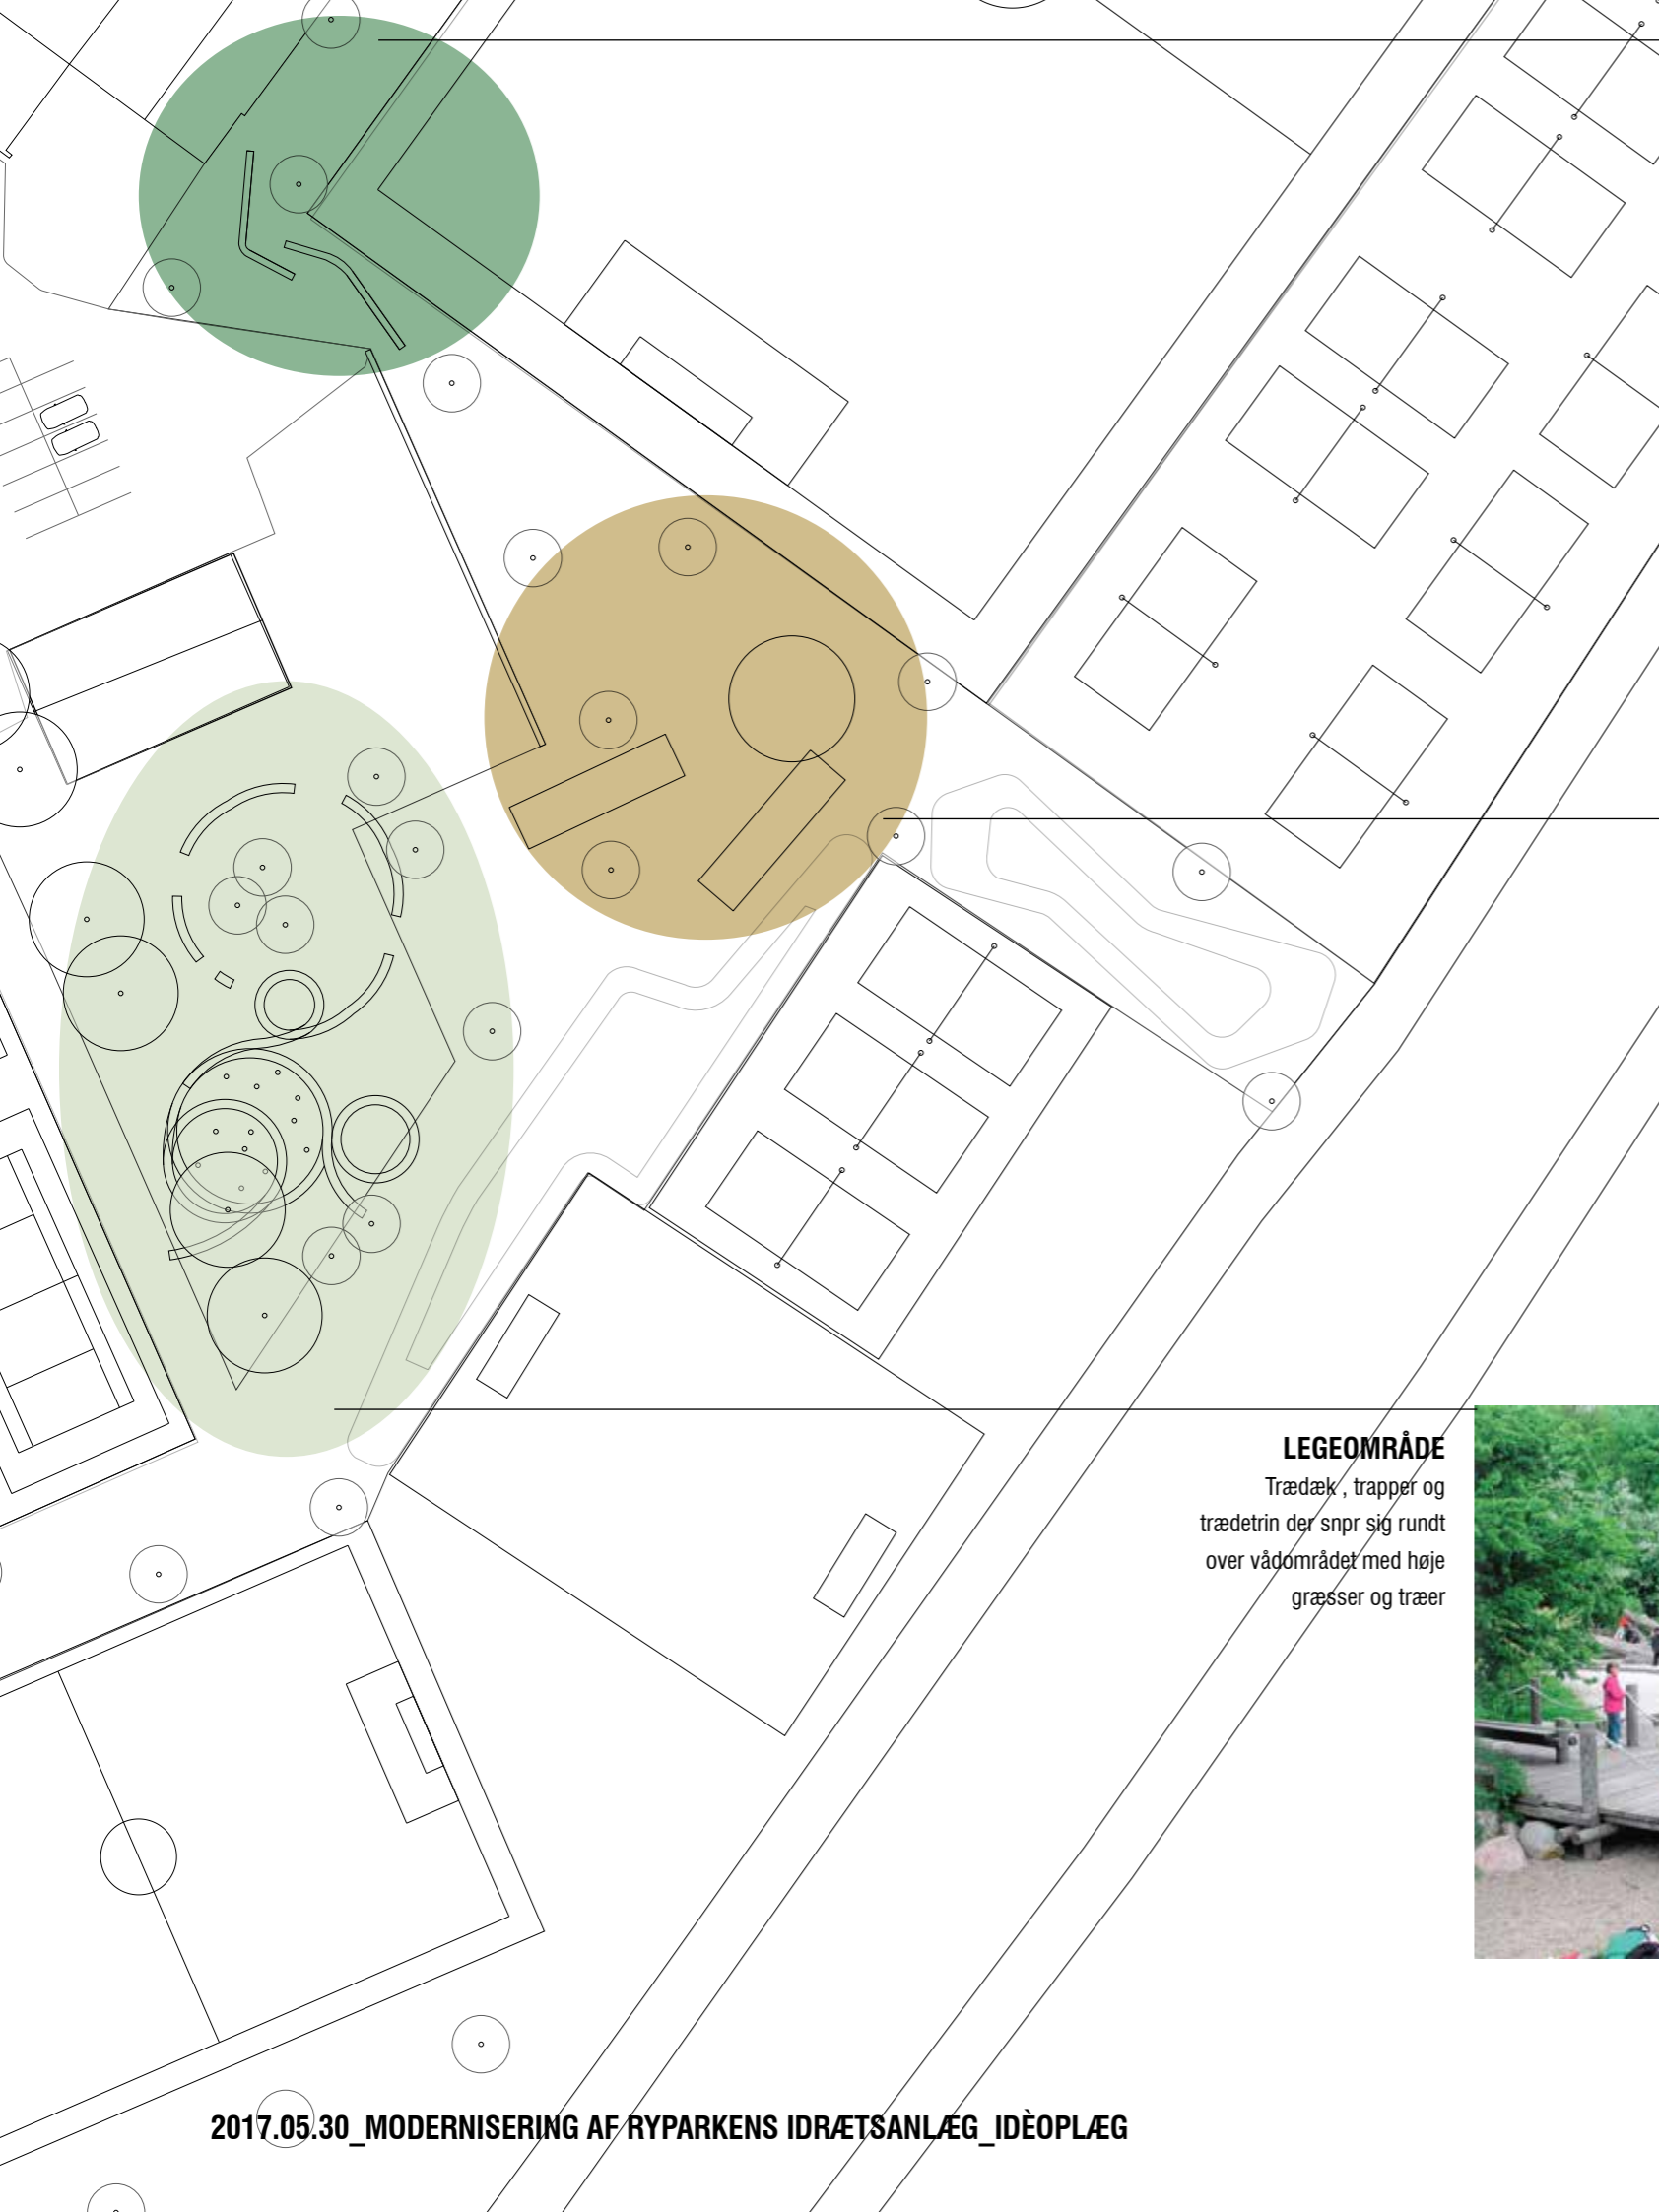 LEGEOMRÅDE
Trædæk , trapper og
trædetrin der snpr sig rundt
over vådområdet med høje
græsser og træer
2017.05.30_MODERNISERING AF RYPARKENS IDRÆTSANLÆG_IDÈOPLÆG